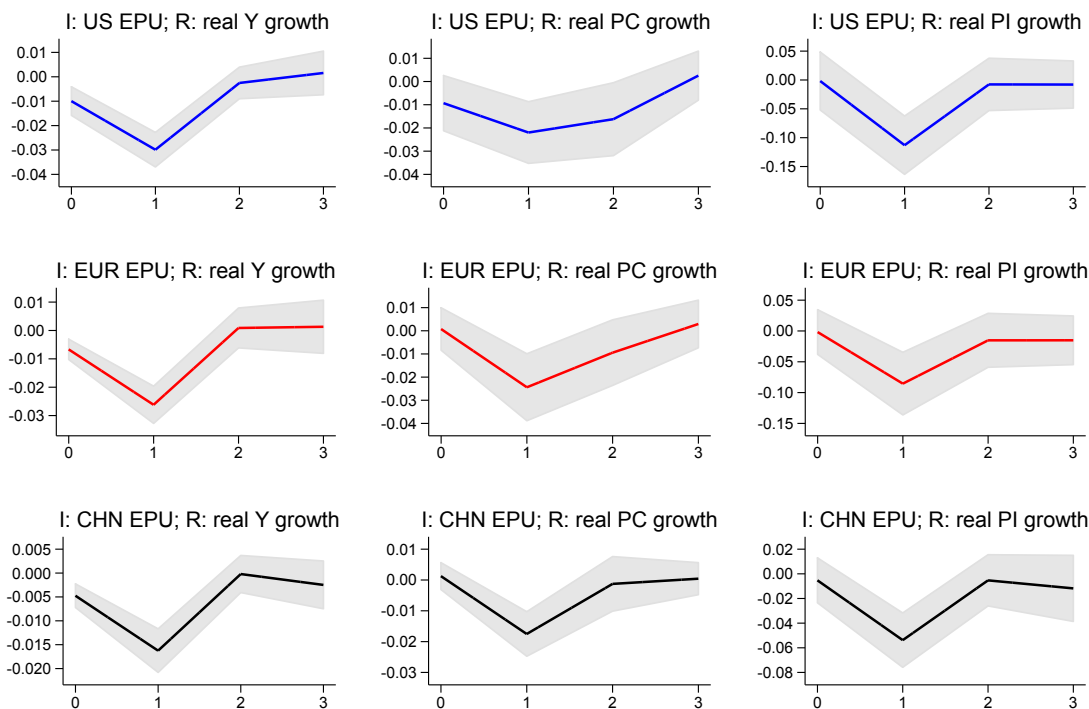 I: US EPU; R: real Y growth
0.01
0.00
-0.01
-0.02
-0.03
-0.04
0 1 2 3
I: US EPU; R: real PC growth
0.01
0.00
-0.01
-0.02
-0.03
-0.04
0 1 2 3
I: US EPU; R: real PI growth
0.05
0.00
-0.05
-0.10
-0.15
0 1 2 3
I: EUR EPU; R: real Y growth
0.01
0.00
-0.01
-0.02
-0.03
0 1 2 3
I: EUR EPU; R: real PC growth
0.01
0.00
-0.01
-0.02
-0.03
-0.04
0 1 2 3
I: EUR EPU; R: real PI growth
0.05
0.00
-0.05
-0.10
-0.15
0 1 2 3
I: CHN EPU; R: real Y growth
0.005
0.000
-0.005
-0.010
-0.015
-0.020
0 1 2 3
I: CHN EPU; R: real PC growth
0.01
0.00
-0.01
-0.02
-0.03
0 1 2 3
I: CHN EPU; R: real PI growth
0.02
0.00
-0.02
-0.04
-0.06
-0.08
0 1 2 3